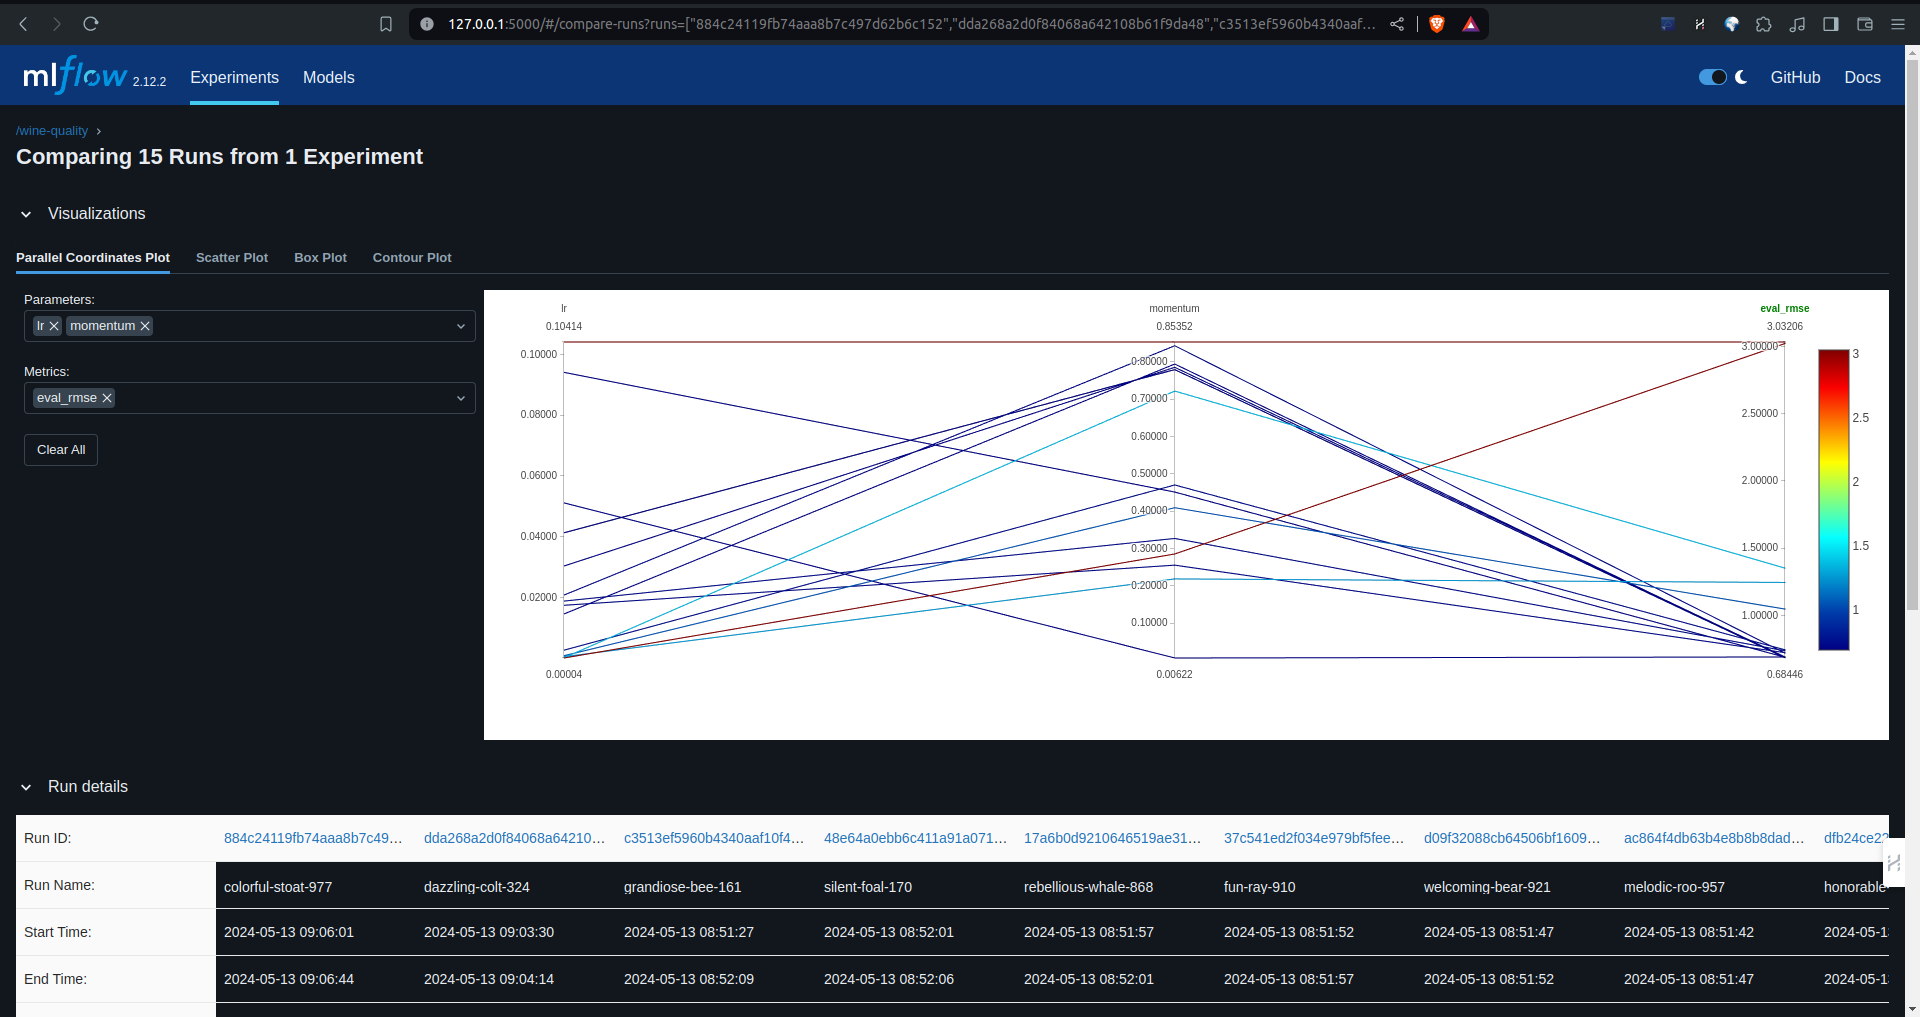 127.0.0.1:5000/#/compare-runs?runs=["884c24119fb74aaa8b7c497d62b6c152","dda268a2d0f84068a642108b61f9da48","c3513ef5960b4340aaf...
mlflow 2.12.2 Experiments Models GitHub Docs
/wine-quality ›
Comparing 15 Runs from 1 Experiment
Visualizations
Parallel Coordinates Plot Scatter Plot Box Plot Contour Plot
Parameters:
lr momentum
Metrics:
eval_rmse
Clear All
lr momentum eval_rmse
0.10414 0.85352 3.03206
0.10000
0.08000
0.06000
0.04000
0.02000
0.00004
0.80000
0.70000
0.60000
0.50000
0.40000
0.30000
0.20000
0.10000
0.00622
3.00000
2.50000
2.00000
1.50000
1.00000
0.68446
3
2.5
2
1.5
1
Run details
Run ID: 884c24119fb74aaa8b7c49... dda268a2d0f84068a64210... c3513ef5960b4340aaf10f4... 48e64a0ebb6c411a91a071... 17a6b0d9210646519ae31... 37c541ed2f034e979bf5fee... d09f32088cb64506bf1609... ac864f4db63b4e8b8b8dad... dfb24ce22
Run Name: colorful-stoat-977 dazzling-colt-324 grandiose-bee-161 silent-foal-170 rebellious-whale-868 fun-ray-910 welcoming-bear-921 melodic-roo-957 honorable-
Start Time: 2024-05-13 09:06:01 2024-05-13 09:03:30 2024-05-13 08:51:27 2024-05-13 08:52:01 2024-05-13 08:51:57 2024-05-13 08:51:52 2024-05-13 08:51:47 2024-05-13 08:51:42 2024-05-1
End Time: 2024-05-13 09:06:44 2024-05-13 09:04:14 2024-05-13 08:52:09 2024-05-13 08:52:06 2024-05-13 08:52:01 2024-05-13 08:51:57 2024-05-13 08:51:52 2024-05-13 08:51:47 2024-05-1